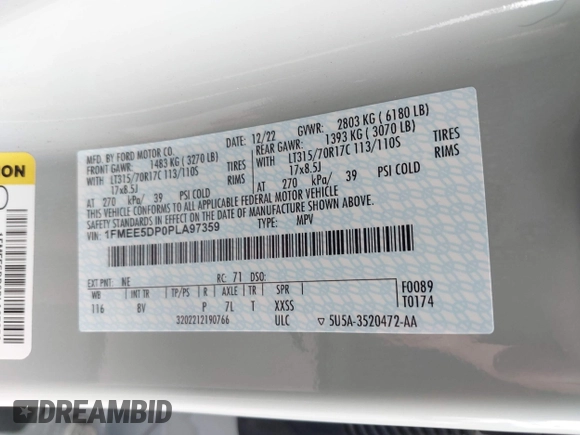 ON
MFD. BY FORD MOTOR CO.
12/22
GVWR: 2803 KG ( 6180 LB)
FRONT GAWR: 1483 KG ( 3270 LB)
REAR GAWR: 1393 KG ( 3070 LB)
WITH
LT315/70R17C 113/110S
TIRES
WITH
LT315/70R17C 113/110S
TIRES
17x8.5J
RIMS
17x8.5J
RIMS
AT 270 kPa/ 39 PSI COLD
AT 270 kPa/ 39 PSI COLD
THIS VEHICLE CONFORMS TO ALL APPLICABLE FEDERAL MOTOR VEHICLE
SAFETY STANDARDS IN EFFECT ON THE DATE OF MANUFACTURE SHOWN ABOVE.
VIN: 1FMEE5DP0PLA97359
TYPE: MPV
EXT PNT: NE RC: 71 DSO:
WB INT TR TP/PS R AXLE TR SPR
116 BV P 7L T XXSS
3202212190766 ULC
F0089
T0174
▽ 5U5A-3520472-AA
DREAMBID